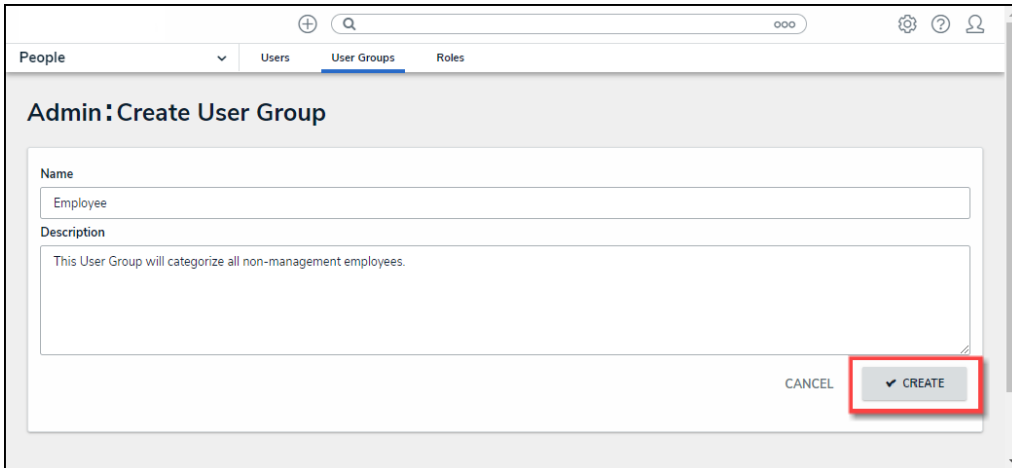 People Users User Groups Roles
Admin:Create User Group
Name
Employee
Description
This User Group will categorize all non-management employees.
CANCEL ✔ CREATE